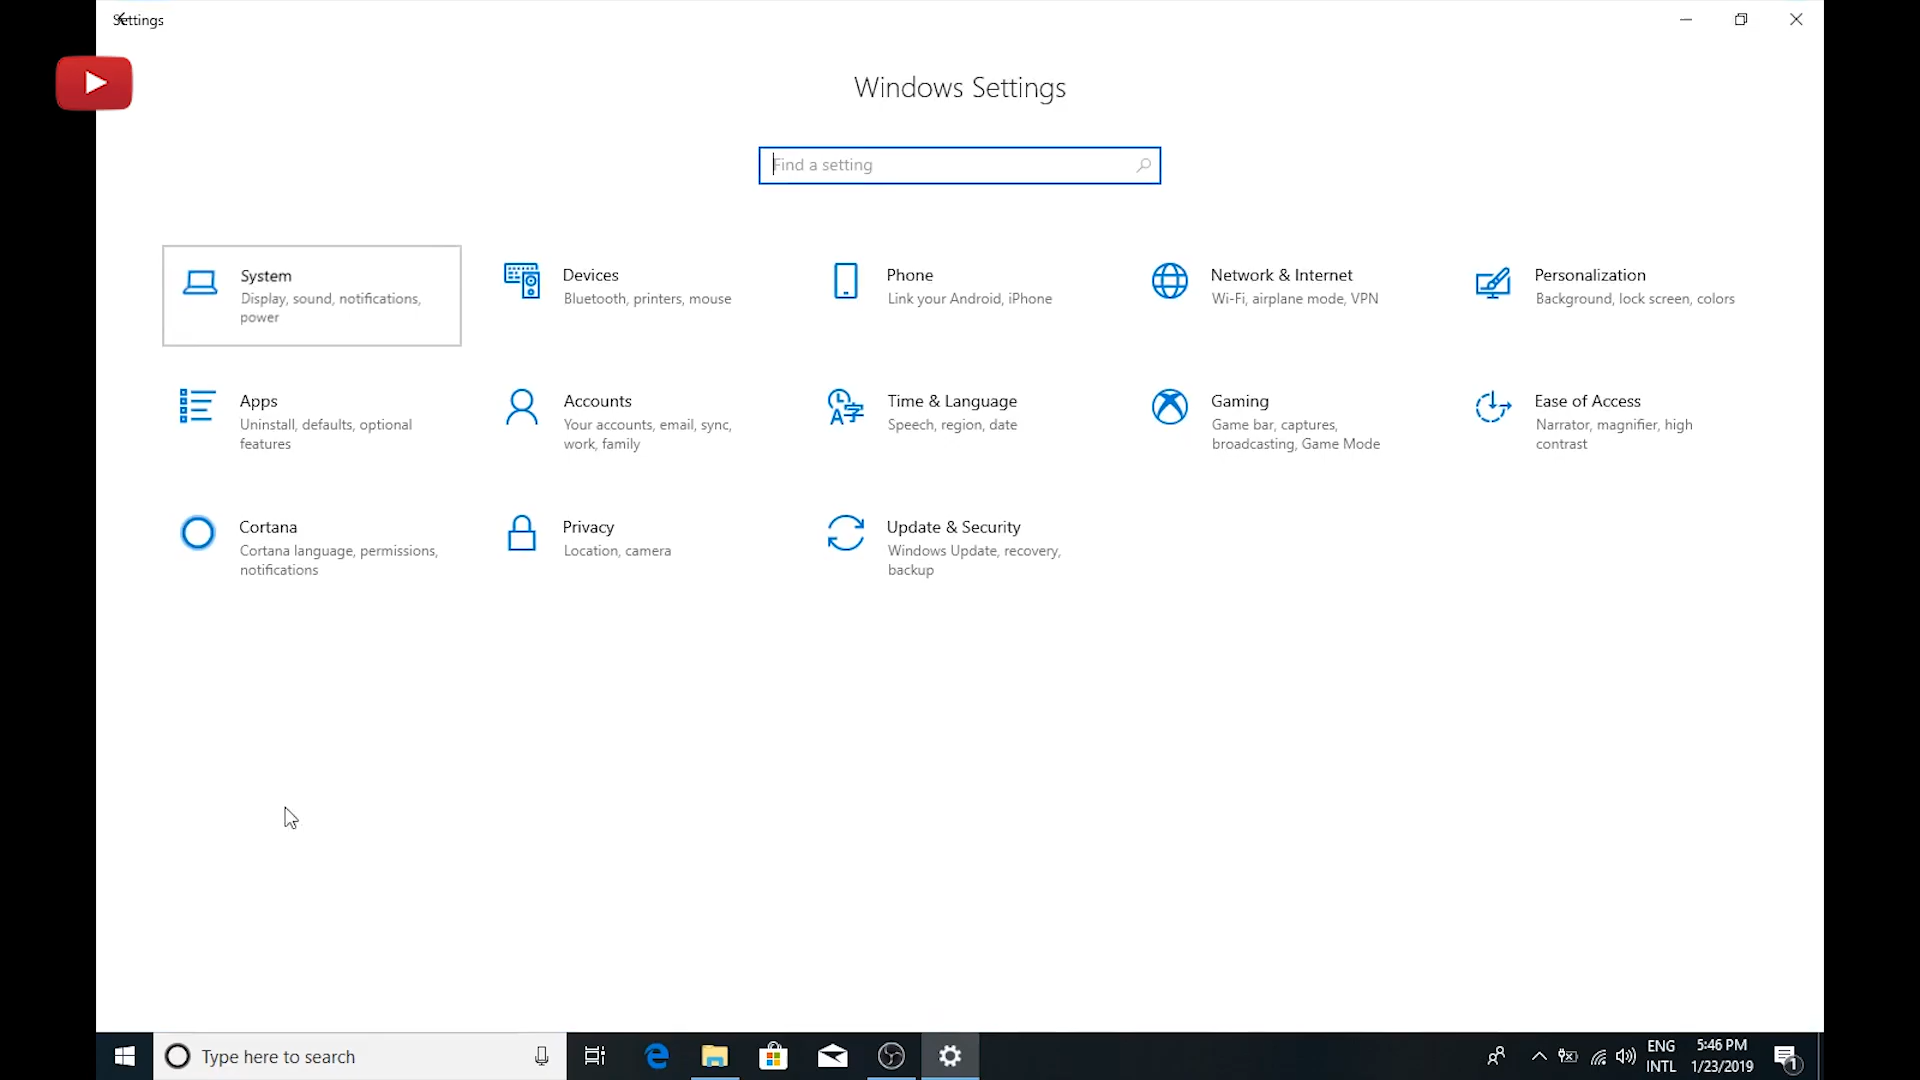 Settings
Windows Settings
Find a setting
System
Display, sound, notifications,
power
Devices
Bluetooth, printers, mouse
Phone
Link your Android, iPhone
Network & Internet
Wi-Fi, airplane mode, VPN
Personalization
Background, lock screen, colors
Apps
Uninstall, defaults, optional
features
Accounts
Your accounts, email, sync,
work, family
Time & Language
Speech, region, date
Gaming
Game bar, captures,
broadcasting, Game Mode
Ease of Access
Narrator, magnifier, high
contrast
Cortana
Cortana language, permissions,
notifications
Privacy
Location, camera
Update & Security
Windows Update, recovery,
backup
Type here to search
ENG
INTL
5:46 PM
1/23/2019
1